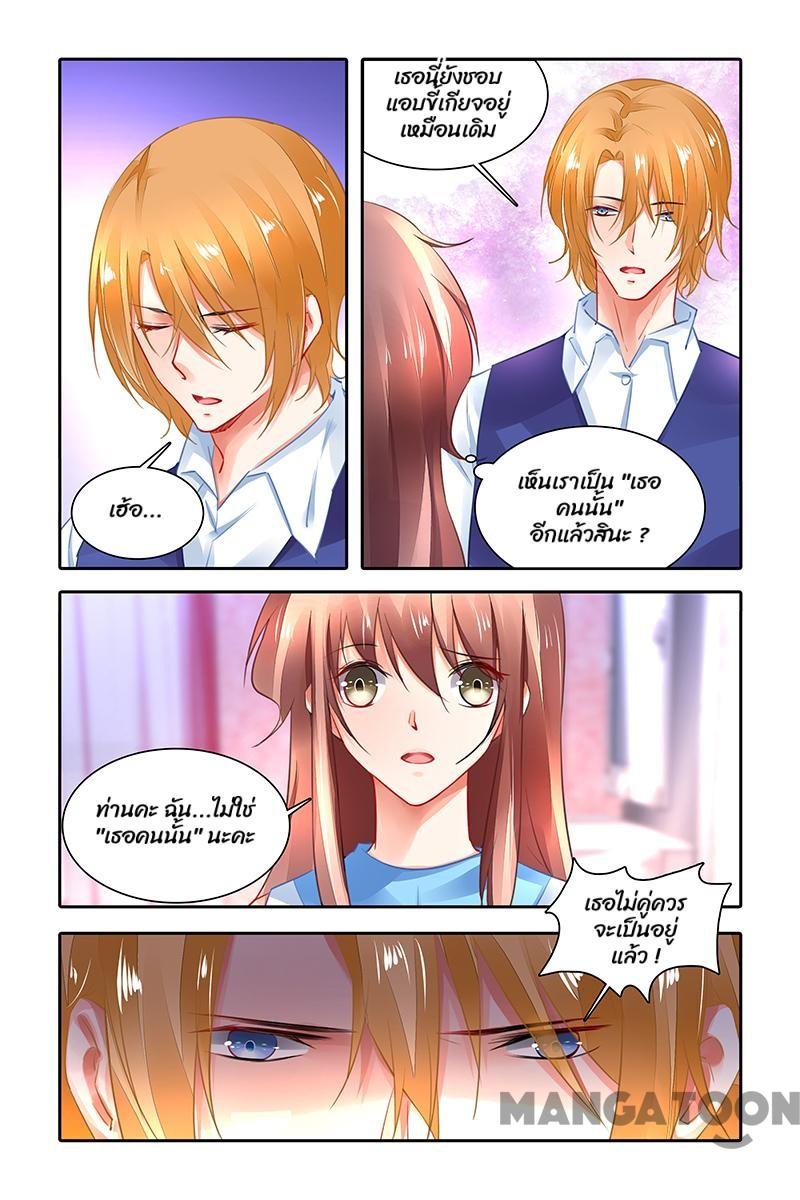 เฮ้อ...
เธอนี่ยังชอบ
แอบขี้เกียจอยู่
เหมือนเดิม
เห็นเราเป็น "เธอ
คนนั้น"
อีกแล้วสินะ ?
ท่านคะ ฉัน...ไม่ใช่
"เธอคนนั้น" นะคะ
เธอไม่คู่ควร
จะเป็นอยู่
แล้ว !
MANGATOON